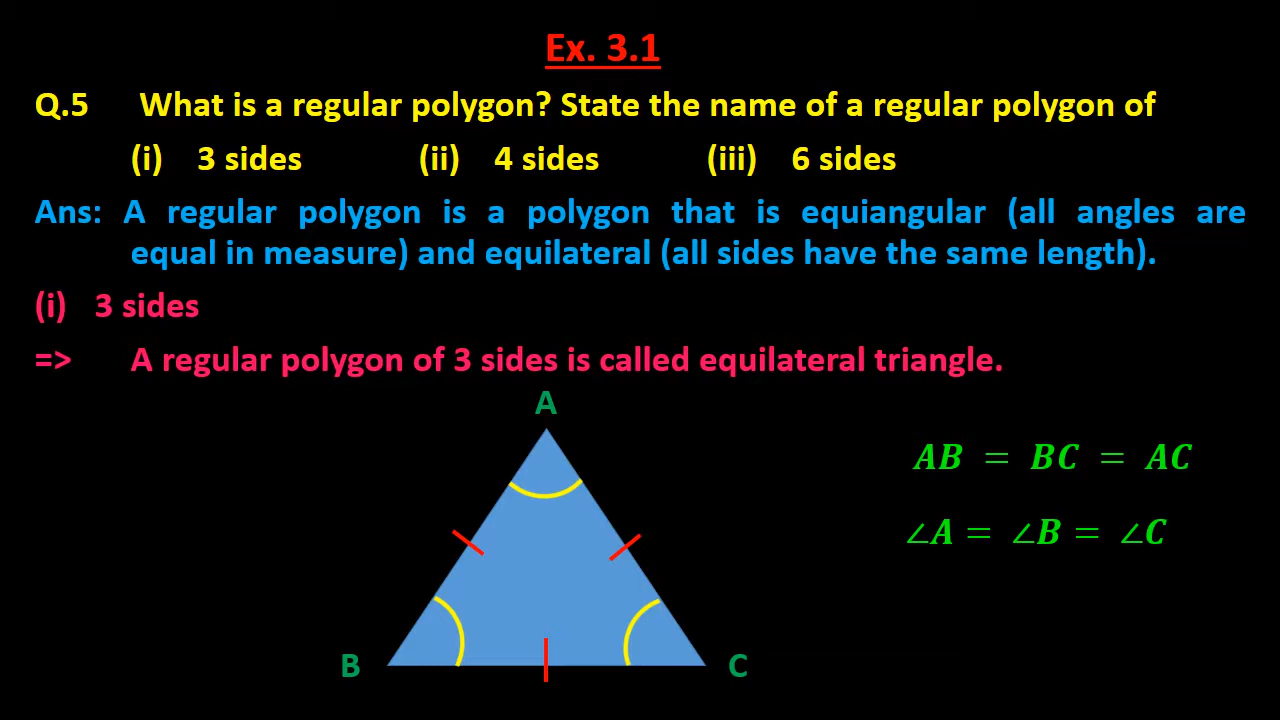 Ex. 3.1
Q.5 What is a regular polygon? State the name of a regular polygon of
(i) 3 sides (ii) 4 sides (iii) 6 sides
Ans: A regular polygon is a polygon that is equiangular (all angles are
equal in measure) and equilateral (all sides have the same length).
(i) 3 sides
=> A regular polygon of 3 sides is called equilateral triangle.
A
AB = BC = AC
∠A = ∠B = ∠C
B C